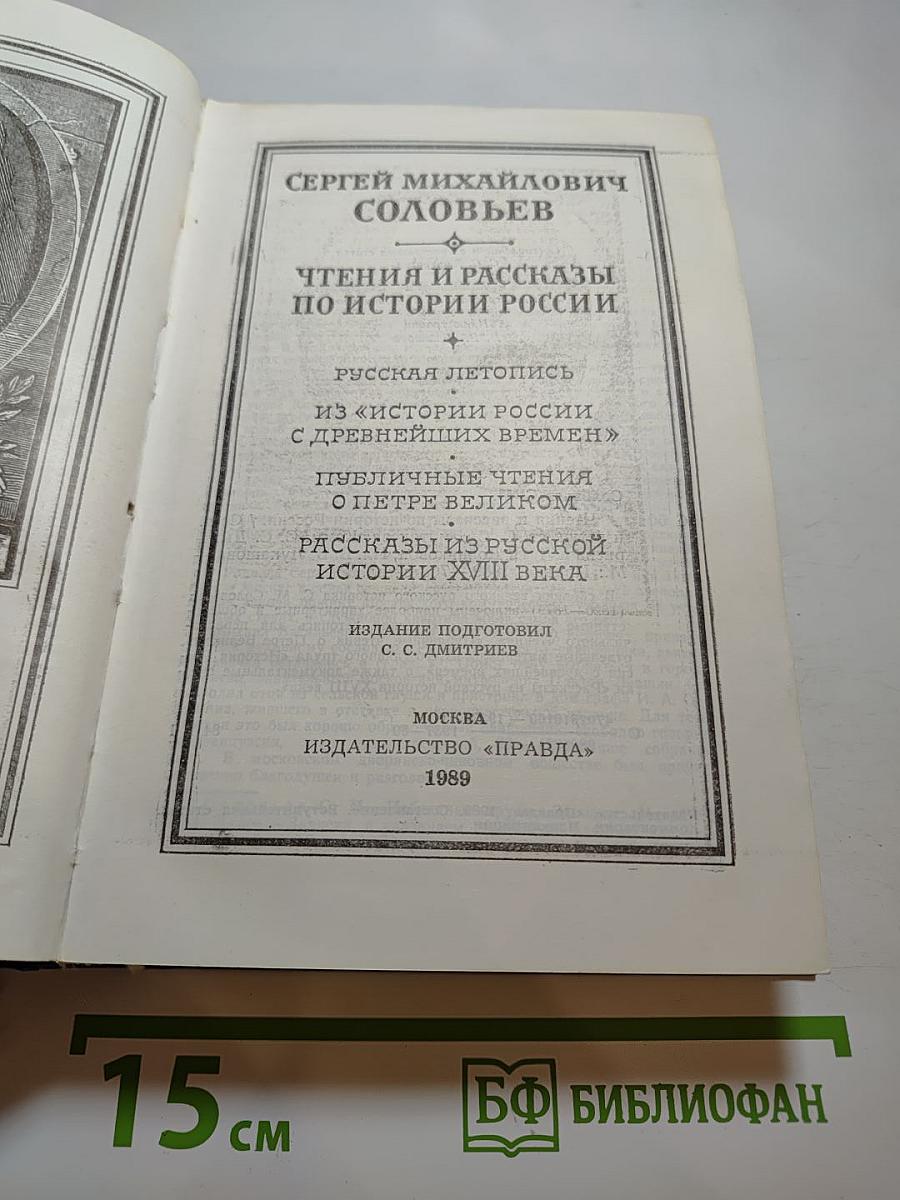 СЕРГЕЙ МИХАЙЛОВИЧ
СОЛОВЬЕВ
ЧТЕНИЯ И РАССКАЗЫ
ПО ИСТОРИИ РОССИИ
РУССКАЯ ЛЕТОПИСЬ
ИЗ «ИСТОРИИ РОССИИ
С ДРЕВНЕЙШИХ ВРЕМЕН»
ПУБЛИЧНЫЕ ЧТЕНИЯ
О ПЕТРЕ ВЕЛИКОМ
РАССКАЗЫ ИЗ РУССКОЙ
ИСТОРИИ XVIII ВЕКА
ИЗДАНИЕ ПОДГОТОВИЛ
С. С. ДМИТРИЕВ
МОСКВА
ИЗДАТЕЛЬСТВО «ПРАВДА»
1989
15 СМ
БФ БИБЛИОФАН